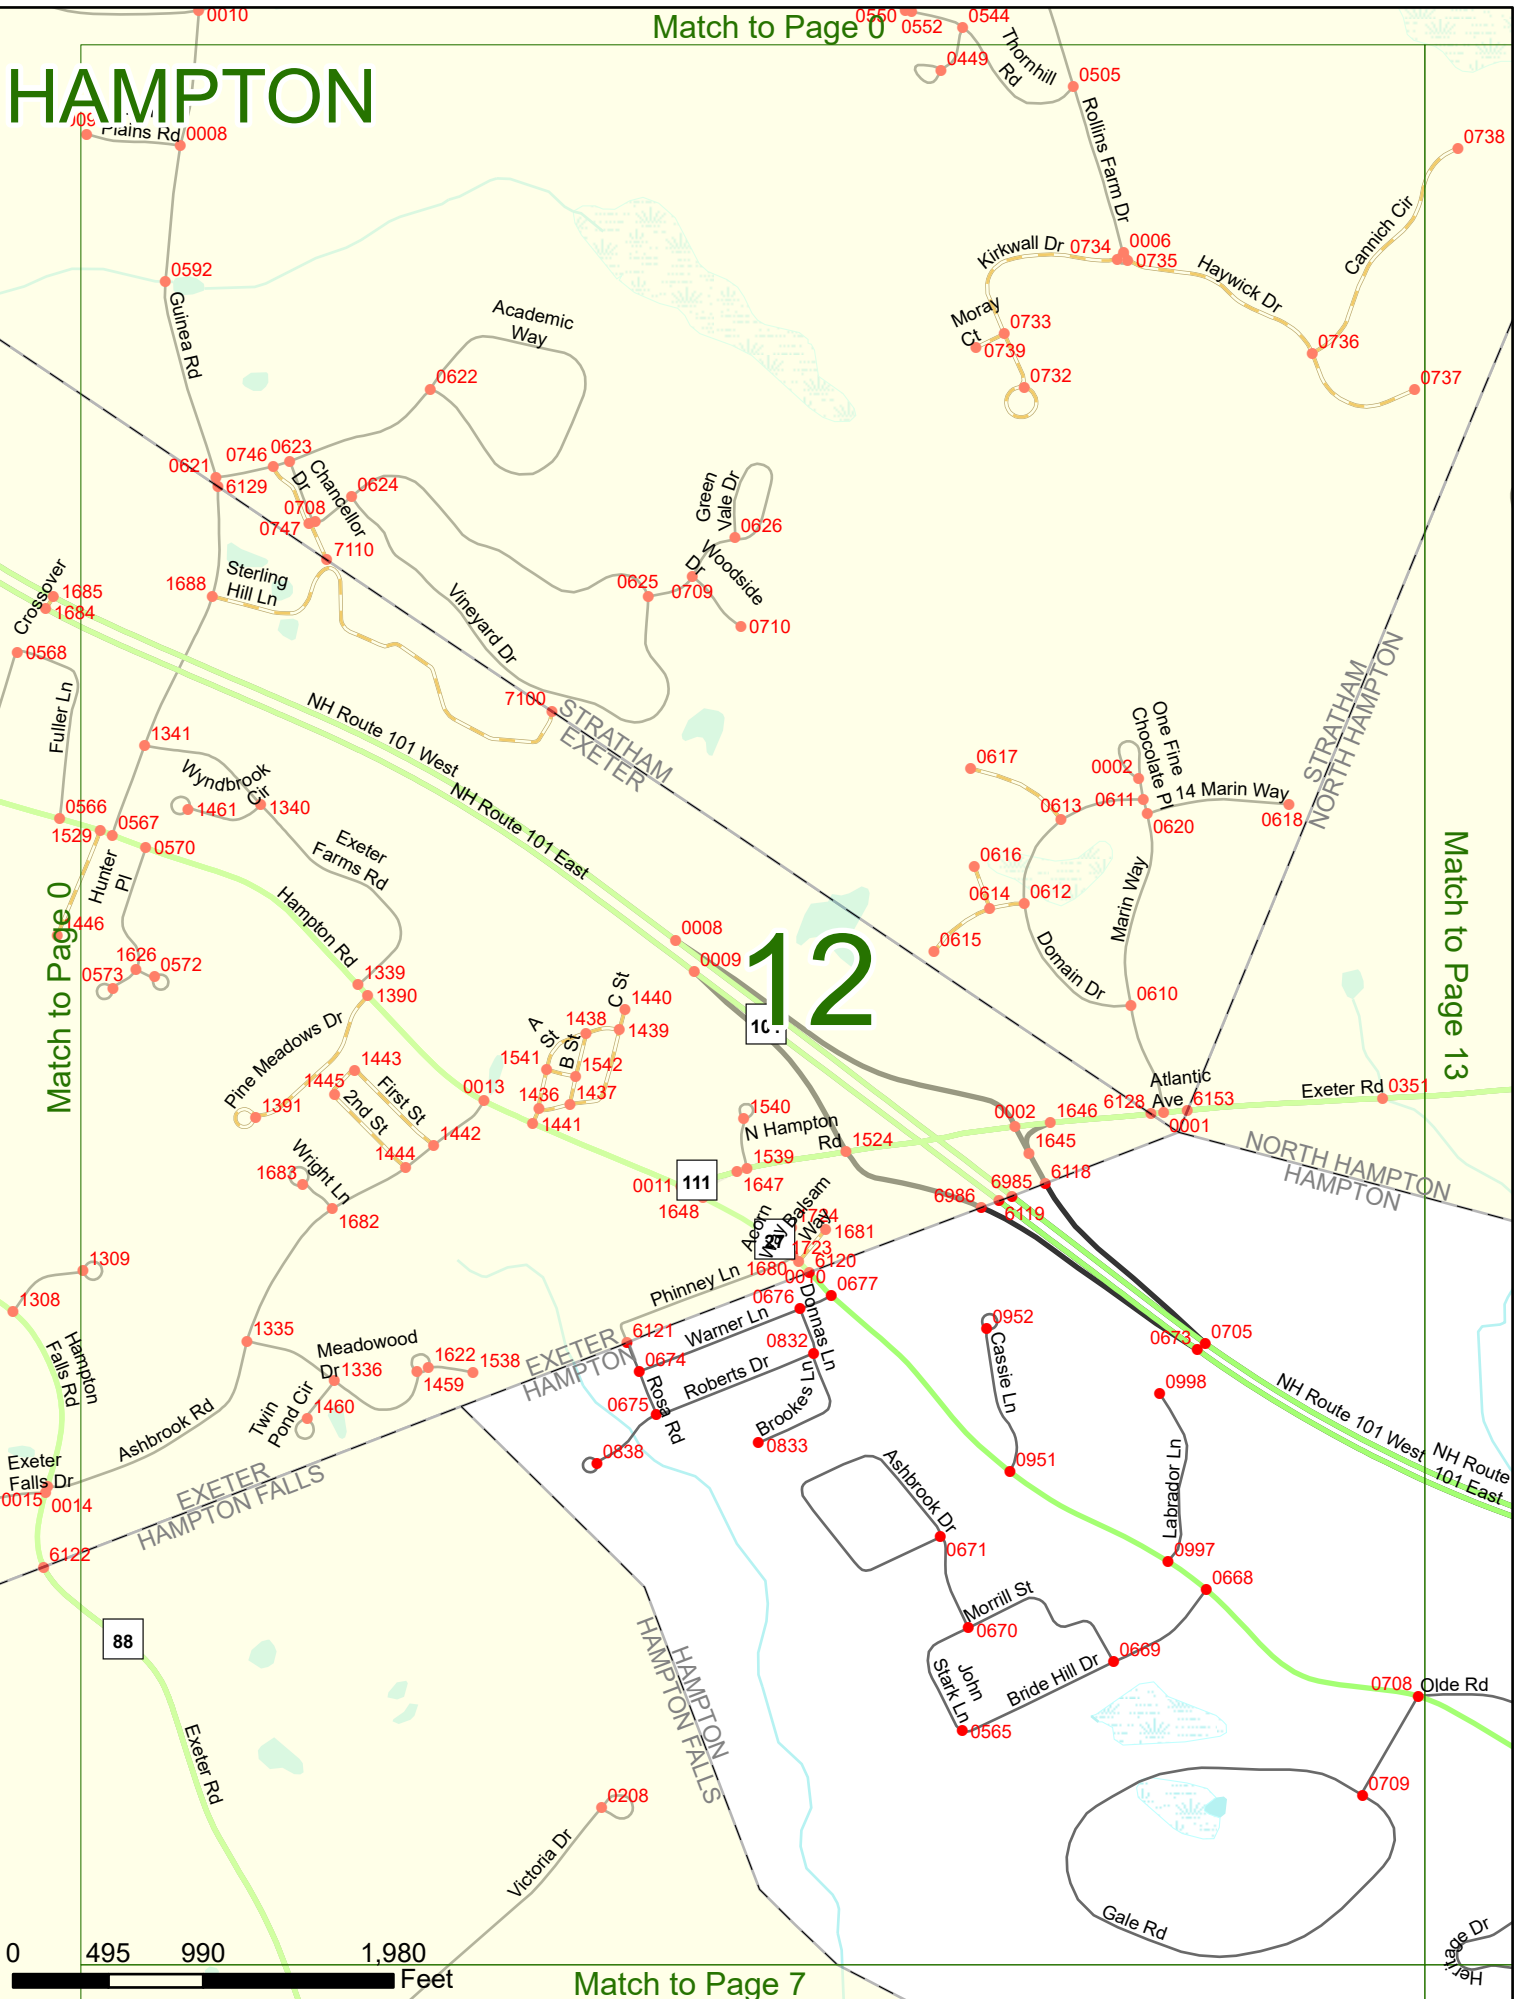 0010
Match to Page 0
0550
0552
0544
HAMPTON
0449
Thornhill
Rd
0505
Plains Rd
0008
Rollins Farm Dr
0738
Cannich Cir
0592
Guinea Rd
Kirkwall Dr
0734
0006
0735
Haywick Dr
Academic
Way
Moray
Ct
0733
0739
0736
0622
0732
0737
0746
0623
0621
6129
Chancellor
Dr
0624
0708
0747
7110
Green
Vale Dr
0626
Woodside
Dr
0625
0709
0710
Crossover
1685
1684
1688
Sterling
Hill Ln
Vineyard Dr
0568
Fuller Ln
7100
STRATHAM
EXETER
STRATHAM
NORTH HAMPTON
NH Route 101 West
NH Route 101 East
1341
Wyndbrook
Cir
1461
1340
0566
1529
0567
0570
Hunter
Pl
Exeter
Farms Rd
Hampton Rd
0617
0002
One Fine
Chocolate Pl
0611
14 Marin Way
0618
0613
0620
0616
0614
0612
0615
Marin Way
Domain Dr
0610
Match to Page 0
Match to Page 13
1446
1626
0573
0572
1339
1390
0008
0009
12
Pine Meadows Dr
1391
1443
1445
First St
2nd St
1444
1442
0013
A
St
B St
C St
1440
1438
1439
1541
1542
1436
1437
1441
1540
N Hampton
Rd
1524
1539
1647
0011
111
1648
0002
1646
1645
6118
6128
Atlantic
Ave
6153
0001
Exeter Rd
0351
NORTH HAMPTON
HAMPTON
6986
6985
6119
Wright Ln
1683
1682
Acorn
Way
Balsam
Way
1681
1723
1680
6120
0010
0677
Phinney Ln
0676
Donnas Ln
Warner Ln
6121
0674
0832
Roberts Dr
Rosa Rd
0675
Brookes Ln
0833
0838
0952
Cassie Ln
0951
0673
0705
0998
NH Route 101 West
NH Route
101 East
1309
1308
Hampton
Falls Rd
1335
Meadowood
Dr
1336
1622
1459
1538
Twin
Pond Cir
1460
EXETER
HAMPTON
Ashbrook Rd
Exeter
Falls Dr
0015
0014
EXETER
HAMPTON FALLS
6122
88
Exeter Rd
Ashbrook Dr
0671
Labrador Ln
0997
0668
Morrill St
0670
0669
John
Stark Ln
Bride Hill Dr
0565
0708
Olde Rd
0709
HAMPTON
HAMPTON FALLS
0208
Victoria Dr
Gale Rd
Heritage Dr
0
495
990
1,980
Feet
Match to Page 7